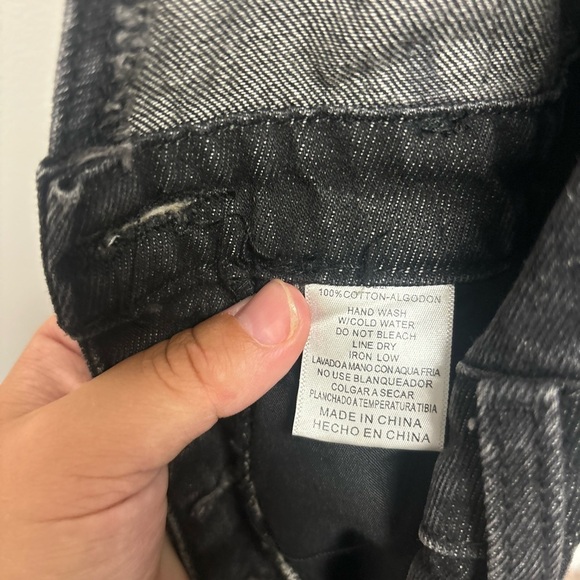 100%COTTON-ALGODON
HAND WASH
W/COLD WATER
DO NOT BLEACH
LINE DRY
IRON LOW
LAVADO A MANO CON AQUA FRIA
NO USE BLANQUEADOR
COLGAR A SECAR
PLANCHADO A TEMPERATURA TIBIA
MADE IN CHINA
HECHO EN CHINA